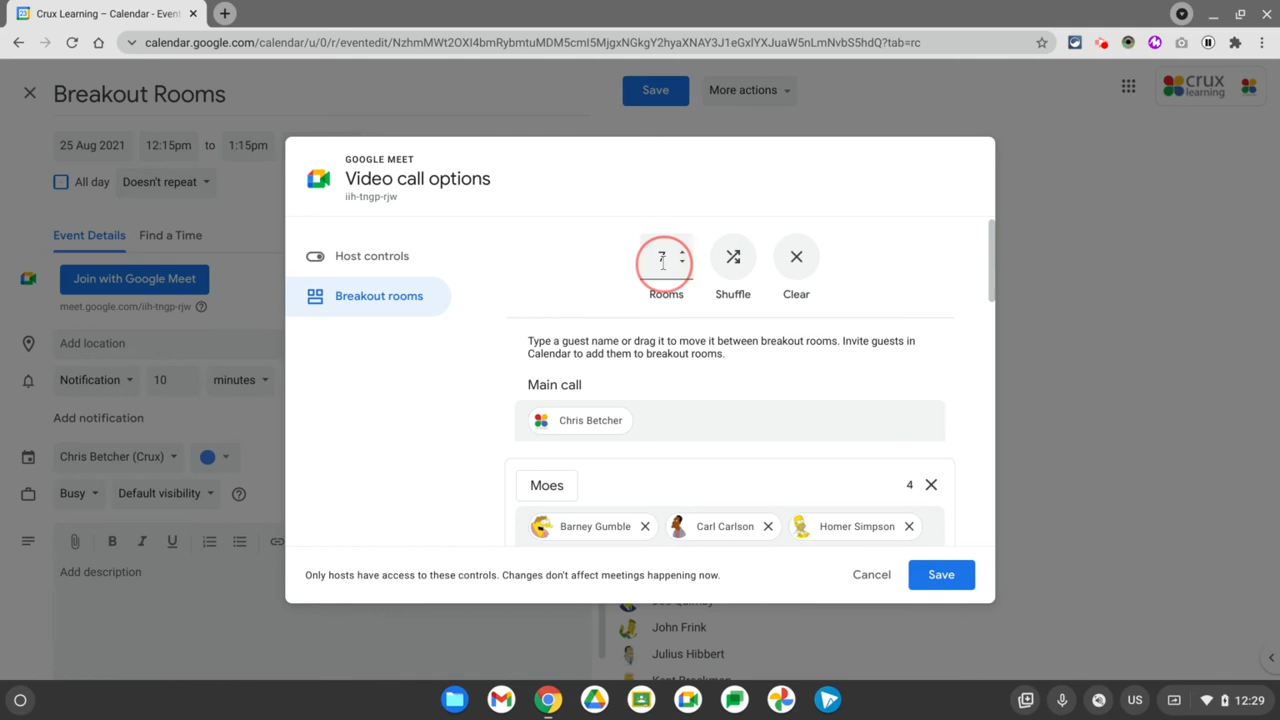 Crux Learning – Calendar - Event
calendar.google.com/calendar/u/0/r/eventedit/NzhmMWt2OXI4bmRybmtuMDM5cmI5MjgxNGkgY2hyaXNAY3J1eGxlYXJuaW5nLmNvbS5hdQ?tab=rc
Breakout Rooms
Save
More actions
crux
learning
25 Aug 2021
12:15pm
to
1:15pm
All day
Doesn't repeat
Event Details
Find a Time
Join with Google Meet
meet.google.com/iih-tngp-rjw
Add location
Notification
10
minutes
Add notification
Chris Betcher (Crux)
Busy
Default visibility
B I U
Add description
GOOGLE MEET
Video call options
iih-tngp-rjw
Host controls
Breakout rooms
7
Rooms
Shuffle
Clear
Type a guest name or drag it to move it between breakout rooms. Invite guests in
Calendar to add them to breakout rooms.
Main call
Chris Betcher
Moes
4
Barney Gumble
Carl Carlson
Homer Simpson
Only hosts have access to these controls. Changes don't affect meetings happening now.
Cancel
Save
John Frink
Julius Hibbert
US
12:29